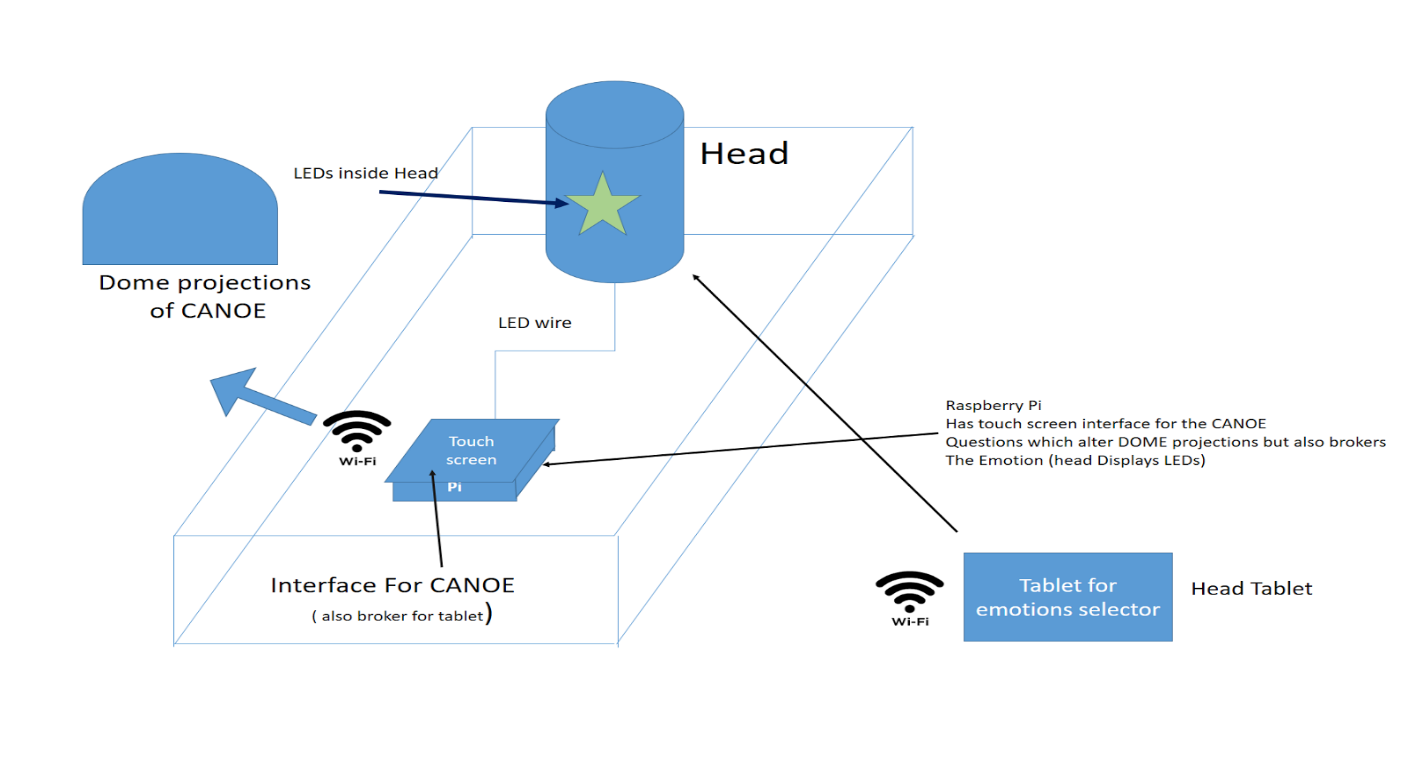 Head
LEDs inside Head
Dome projections
of CANOE
LED wire
Wi-Fi
Touch
screen
Pi
Raspberry Pi
Has touch screen interface for the CANOE
Questions which alter DOME projections but also brokers
The Emotion (head Displays LEDs)
Interface For CANOE
( also broker for tablet)
Wi-Fi
Tablet for
emotions selector
Head Tablet